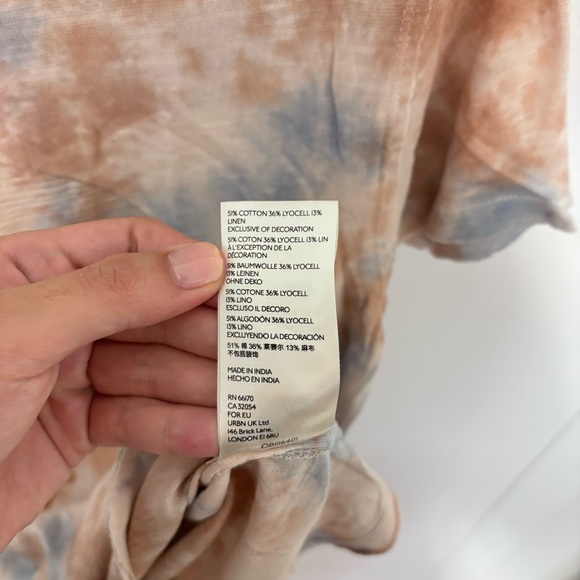 51% COTTON 36% LYOCELL 13%
LINEN
EXCLUSIVE OF DECORATION
51% COTON 36% LYOCELL 13% LIN
À L'EXCEPTION DE LA
DÉCORATION
51% BAUMWOLLE 36% LYOCELL
13% LEINEN
OHNE DEKO
51% COTONE 36% LYOCELL
13% LINO
ESCLUSO IL DECORO
51% ALGODÓN 36% LYOCELL
13% LINO
EXCLUYENDO LA DECORACIÓN
51% 棉 36% 莱赛尔 13% 麻布
不包括装饰
MADE IN INDIA
HECHO EN INDIA
RN 66170
CA 32054
FOR EU
URBN UK Ltd.
146 Brick Lane,
LONDON E1 6RU